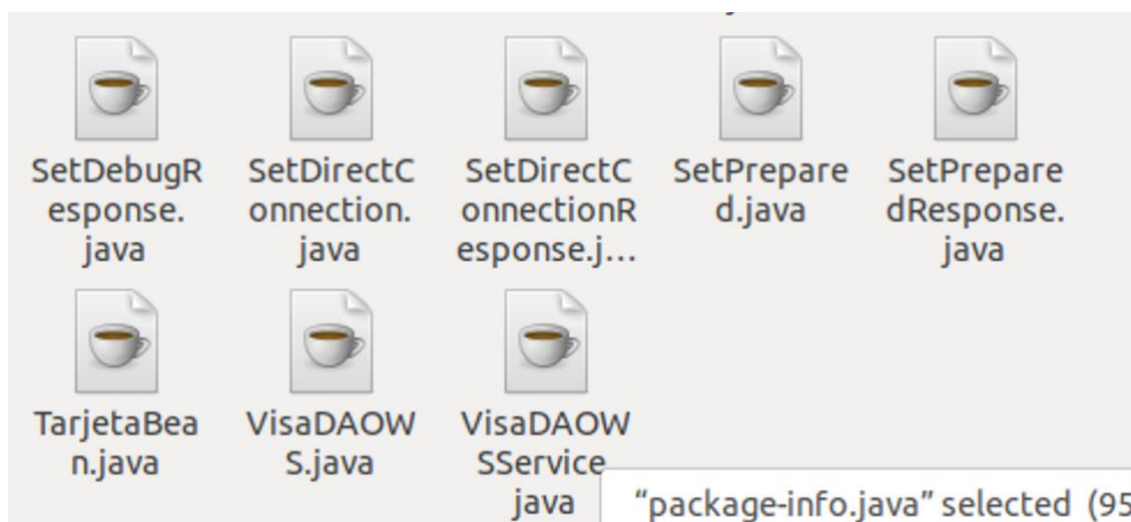 SetDebugR
esponse.
java
SetDirectC
onnection.
java
SetDirectC
onnectionR
esponse.j...
SetPrepare
d.java
SetPrepare
dResponse.
java
TarjetaBea
n.java
VisaDAOW
S.java
VisaDAOW
SService.
java
“package-info.java” selected (95